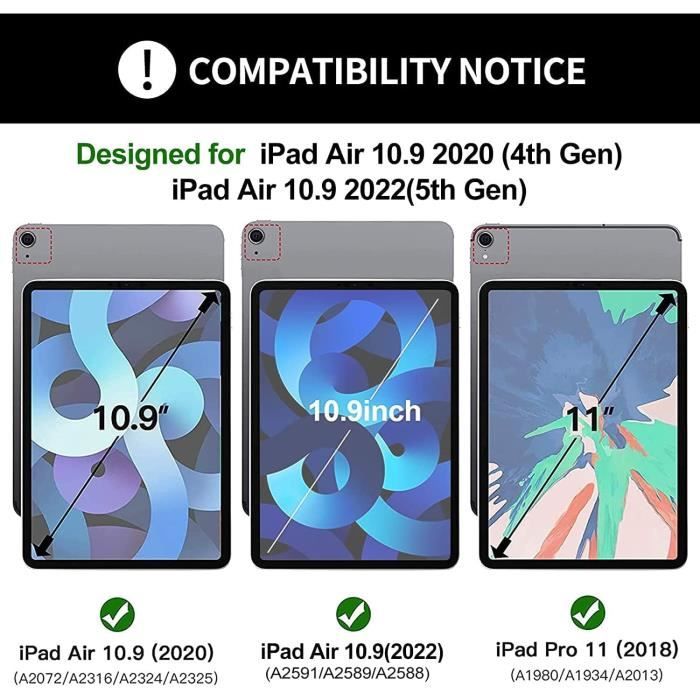 ! COMPATIBILITY NOTICE
Designed for iPad Air 10.9 2020 (4th Gen)
iPad Air 10.9 2022(5th Gen)
10.9”
10.9inch
11”
iPad Air 10.9 (2020)
(A2072/A2316/A2324/A2325)
iPad Air 10.9(2022)
(A2591/A2589/A2588)
iPad Pro 11 (2018)
(A1980/A1934/A2013)